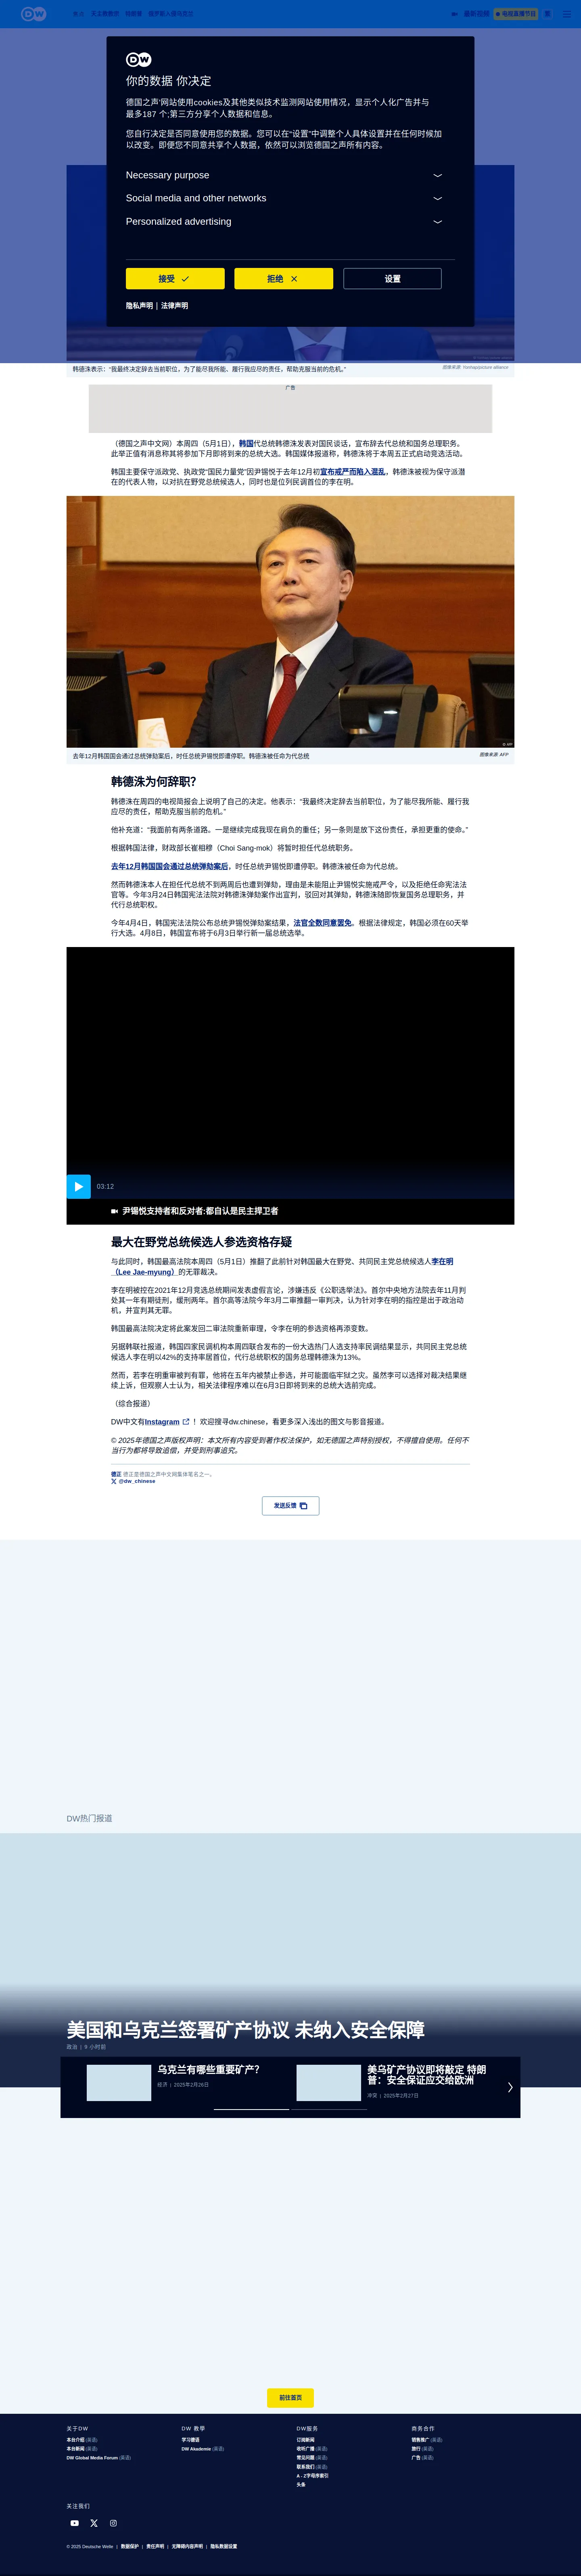 DW
最新视频
电视直播节目
DW
你的数据 你决定
德国之声'网站使用cookies及其他类似技术监测网站使用情况，显示个人化广告并与
最多187 个;第三方分享个人数据和信息。
您自行决定是否同意使用您的数据。您可以在“设置”中调整个人具体设置并在任何时候加
以改变。即便您不同意共享个人数据，依然可以浏览德国之声所有内容。
Necessary purpose
Social media and other networks
Personalized advertising
接受
拒绝
设置
隐私声明 | 法律声明
韩德洙表示：“我最终决定辞去当前职位，为了能尽我所能、履行我应尽的责任，帮助克服当前的危机。”
图像来源: Yonhap/picture alliance
广告
（德国之声中文网）本周四（5月1日），韩国代总统韩德洙发表对国民谈话，宣布辞去代总统和国务总理职务。
此举正值有消息称其将参加下月即将到来的总统大选。韩国媒体报道称，韩德洙将于本周五正式启动竞选活动。
韩国主要保守派政党、执政党“国民力量党”因尹锡悦于去年12月初宣布戒严而陷入混乱，韩德洙被视为保守派潜
在的代表人物，以对抗在野党总统候选人，同时也是位列民调首位的李在明。
去年12月韩国国会通过总统弹劾案后，时任总统尹锡悦即遭停职。韩德洙被任命为代总统
图像来源: AFP
韩德洙为何辞职？
韩德洙在周四的电视简报会上说明了自己的决定。他表示：“我最终决定辞去当前职位，为了能尽我所能、履行我
应尽的责任，帮助克服当前的危机。”
他补充道：“我面前有两条道路。一是继续完成我现在肩负的重任；另一条则是放下这份责任，承担更重的使命。”
根据韩国法律，财政部长崔相穆（Choi Sang-mok）将暂时担任代总统职务。
去年12月韩国国会通过总统弹劾案后，时任总统尹锡悦即遭停职。韩德洙被任命为代总统。
然而韩德洙本人在担任代总统不到两周后也遭到弹劾，理由是未能阻止尹锡悦实施戒严令，以及拒绝任命宪法法
官等。今年3月24日韩国宪法法院对韩德洙弹劾案作出宣判，驳回对其弹劾，韩德洙随即恢复国务总理职务，并
代行总统职权。
今年4月4日，韩国宪法法院公布总统尹锡悦弹劾案结果，法官全数同意罢免。根据法律规定，韩国必须在60天举
行大选。4月8日，韩国宣布将于6月3日举行新一届总统选举。
03:12
尹锡悦支持者和反对者:都自认是民主捍卫者
最大在野党总统候选人参选资格存疑
与此同时，韩国最高法院本周四（5月1日）推翻了此前针对韩国最大在野党、共同民主党总统候选人李在明
（Lee Jae-myung）的无罪裁决。
李在明被控在2021年12月竞选总统期间发表虚假言论，涉嫌违反《公职选举法》。首尔中央地方法院去年11月判
处其一年有期徒刑，缓刑两年。首尔高等法院今年3月二审推翻一审判决，认为针对李在明的指控是出于政治动
机，并宣判其无罪。
韩国最高法院决定将此案发回二审法院重新审理，令李在明的参选资格再添变数。
另据韩联社报道，韩国四家民调机构本周四联合发布的一份大选热门人选支持率民调结果显示，共同民主党总统
候选人李在明以42%的支持率居首位，代行总统职权的国务总理韩德洙为13%。
然而，若李在明重审被判有罪，他将在五年内被禁止参选，并可能面临牢狱之灾。虽然李可以选择对裁决结果继
续上诉，但观察人士认为，相关法律程序难以在6月3日即将到来的总统大选前完成。
（综合报道）
DW中文有Instagram ！欢迎搜寻dw.chinese，看更多深入浅出的图文与影音报道。
© 2025年德国之声版权声明：本文所有内容受到著作权法保护，如无德国之声特别授权，不得擅自使用。任何不
当行为都将导致追偿，并受到刑事追究。
德正 德正是德国之声中文网集体笔名之一。
@dw_chinese
发送反馈
DW热门报道
美国和乌克兰签署矿产协议 未纳入安全保障
政治 | 9 小时前
乌克兰有哪些重要矿产？
经济 | 2025年2月26日
美乌矿产协议即将敲定 特朗
普：安全保证应交给欧洲
冲突 | 2025年2月27日
前往首页
关于DW
本台介绍 (英语)
本台新闻 (英语)
DW Global Media Forum (英语)
DW 教學
学习德语
DW Akademie (英语)
DW服务
订阅新闻
收听广播 (英语)
常见问题 (英语)
联系我们 (英语)
A - Z字母序索引
头条
商务合作
销售推广 (英语)
旅行 (英语)
广告 (英语)
关注我们
© 2025 Deutsche Welle | 数据保护 | 责任声明 | 无障碍内容声明 | 隐私数据设置